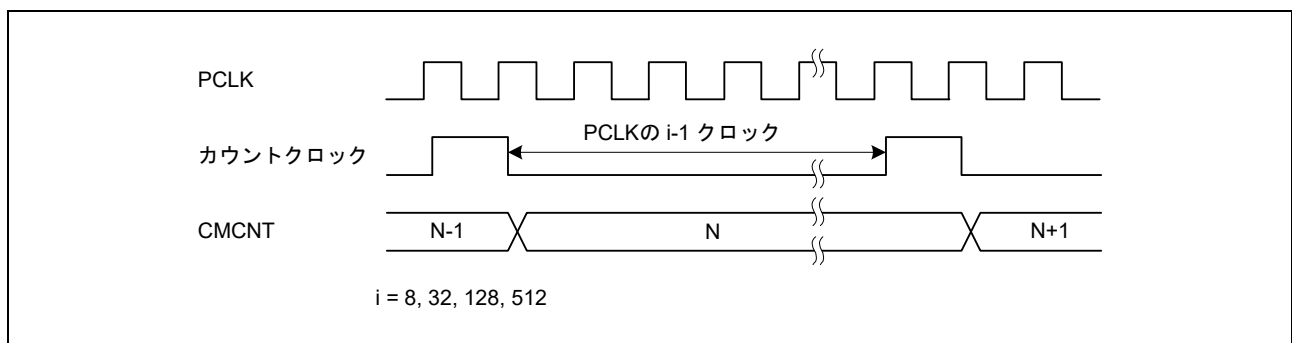 PCLK
PCLKの i-1 クロック
カウントクロック
CMCNT
N-1
N
N+1
i = 8, 32, 128, 512